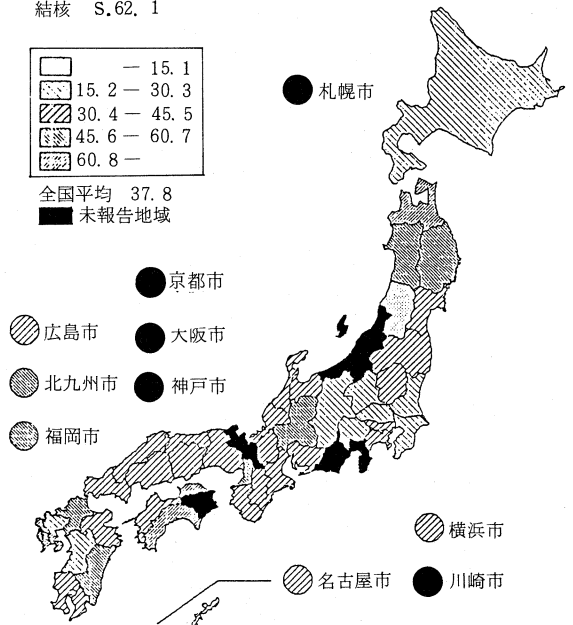 結核 S.62. 1
— 15. 1
15. 2 — 30. 3
30. 4 — 45. 5
45. 6 — 60. 7
60. 8 —
全国平均 37. 8
未報告地域
札幌市
京都市
広島市
大阪市
北九州市
神戸市
福岡市
横浜市
名古屋市
川崎市